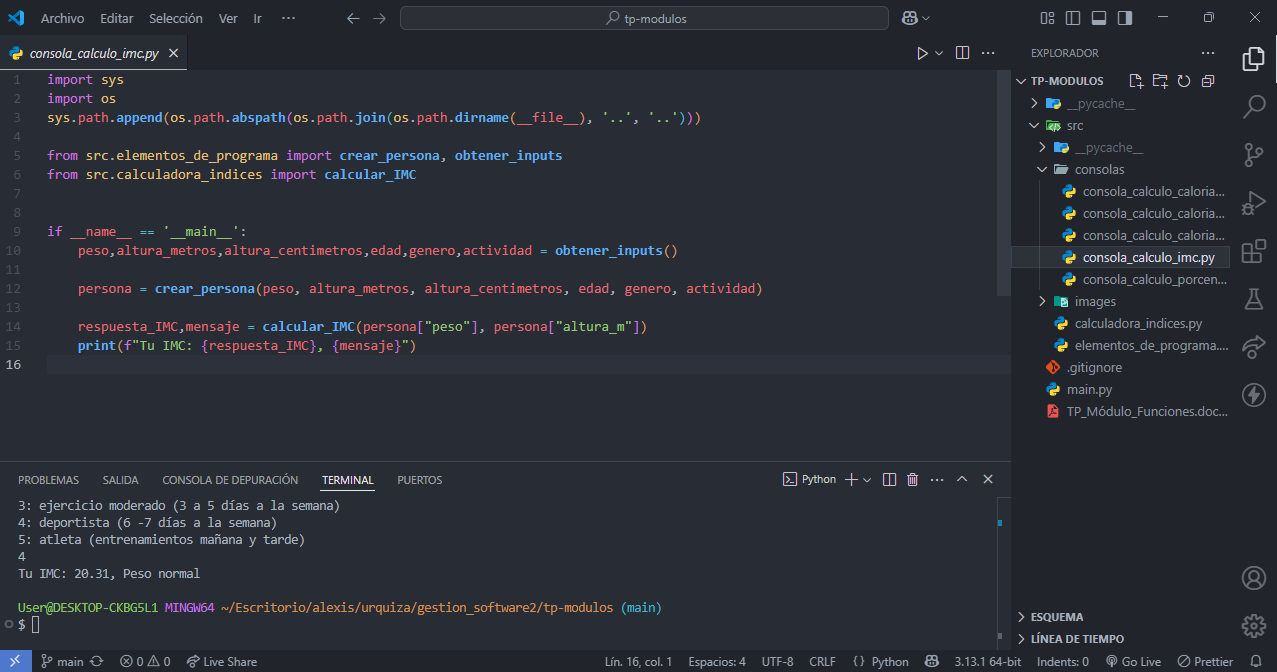 Archivo Editar Selección Ver Ir ··· tp-modulos
consola_calculo_imc.py
1 import sys
2 import os
3 sys.path.append(os.path.abspath(os.path.join(os.path.dirname(__file__), '..', '..')))
4
5 from src.elementos_de_programa import crear_persona, obtener_inputs
6 from src.calculadora_indices import calcular_IMC
7
8
9 if __name__ == '__main__':
10 peso,altura_metros,altura_centimetros,edad,genero,actividad = obtener_inputs()
11
12 persona = crear_persona(peso, altura_metros, altura_centimetros, edad, genero, actividad)
13
14 respuesta_IMC,mensaje = calcular_IMC(persona["peso"], persona["altura_m"])
15 print(f"Tu IMC: {respuesta_IMC}, {mensaje}")
16
EXPLORADOR
TP-MODULOS
__pycache__
src
__pycache__
consolas
consola_calculo_caloria...
consola_calculo_caloria...
consola_calculo_caloria...
consola_calculo_imc.py
consola_calculo_porcen...
images
calculadora_indices.py
elementos_de_programa....
.gitignore
main.py
TP_Módulo_Funciones.doc...
ESQUEMA
LÍNEA DE TIEMPO
PROBLEMAS SALIDA CONSOLA DE DEPURACIÓN TERMINAL PUERTOS Python
3: ejercicio moderado (3 a 5 días a la semana)
4: deportista (6 -7 días a la semana)
5: atleta (entrenamientos mañana y tarde)
4
Tu IMC: 20.31, Peso normal
User@DESKTOP-CKBG5L1 MINGW64 ~/Escritorio/alexis/urquiza/gestion_software2/tp-modulos (main)
$
main 0 0 Live Share Lín. 16, col. 1 Espacios: 4 UTF-8 CRLF { } Python 3.13.1 64-bit Indents: 0 Go Live Prettier